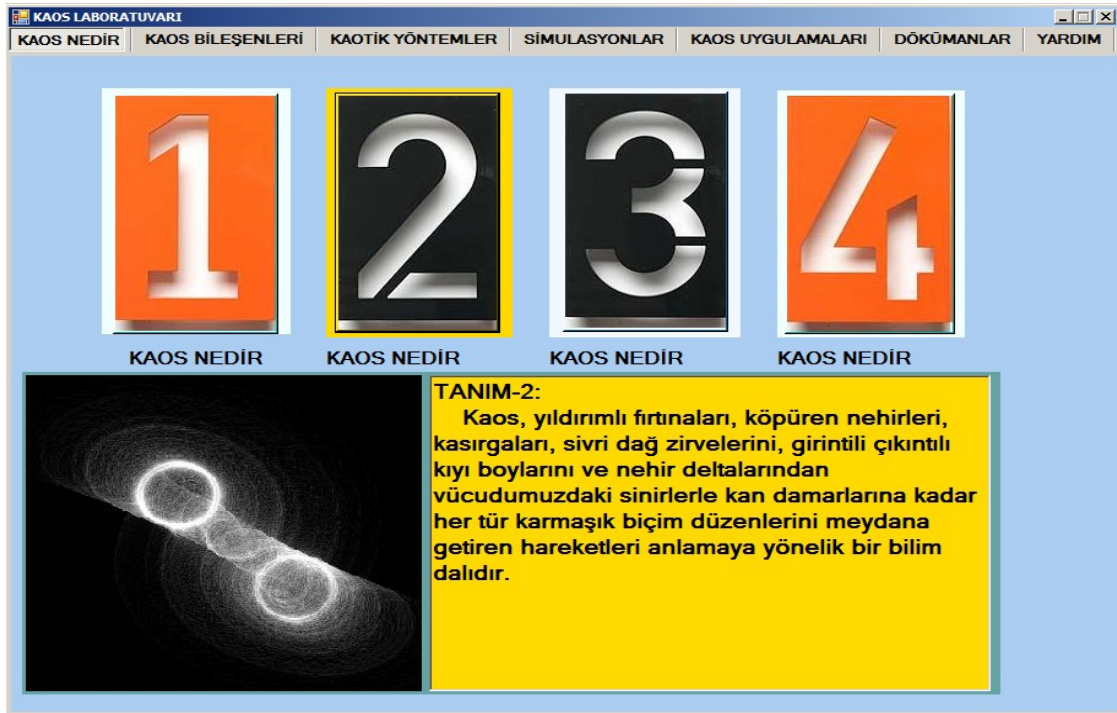 KAOS LABORATUVARI
KAOS NEDİR KAOS BİLEŞENLERİ KAOTİK YÖNTEMLER SİMULASYONLAR KAOS UYGULAMALARI DÖKÜMANLAR YARDIM
1 2 3 4
KAOS NEDİR KAOS NEDİR KAOS NEDİR KAOS NEDİR
TANIM-2:
Kaos, yıldırımlı fırtınaları, köpüren nehirleri,
kasırgaları, sivri dağ zirvelerini, girintili çıkıntılı
kıyı boylarını ve nehir deltalarından
vücudumuzdaki sinirlerle kan damarlarına kadar
her tür karmaşık biçim düzenlerini meydana
getiren hareketleri anlamaya yönelik bir bilim
dalıdır.